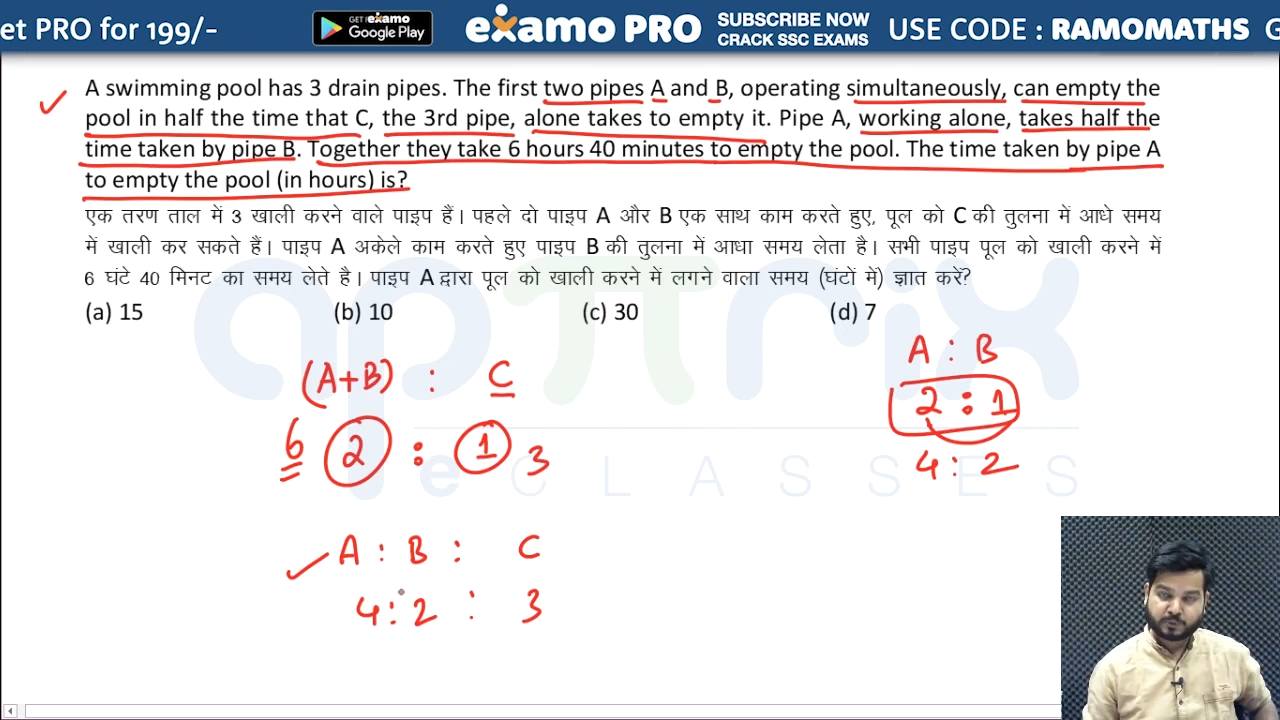 et PRO for 199/-
GET IT ON examo
Google Play
examo PRO
SUBSCRIBE NOW
CRACK SSC EXAMS
USE CODE : RAMOMATHS G
A swimming pool has 3 drain pipes. The first two pipes A and B, operating simultaneously, can empty the
pool in half the time that C, the 3rd pipe, alone takes to empty it. Pipe A, working alone, takes half the
time taken by pipe B. Together they take 6 hours 40 minutes to empty the pool. The time taken by pipe A
to empty the pool (in hours) is?
एक तरण ताल में 3 खाली करने वाले पाइप हैं। पहले दो पाइप A और B एक साथ काम करते हुए, पूल को C की तुलना में आधे समय
में खाली कर सकते हैं। पाइप A अकेले काम करते हुए पाइप B की तुलना में आधा समय लेता है। सभी पाइप पूल को खाली करने में
6 घंटे 40 मिनट का समय लेते है। पाइप A द्वारा पूल को खाली करने में लगने वाला समय (घंटों में) ज्ञात करें?
(a) 15 (b) 10 (c) 30 (d) 7
A : B
2 : 1
4 : 2
(A+B) : C
6 2 : 1 3
A : B : C
4 : 2 : 3
aptrix
e CLASSES